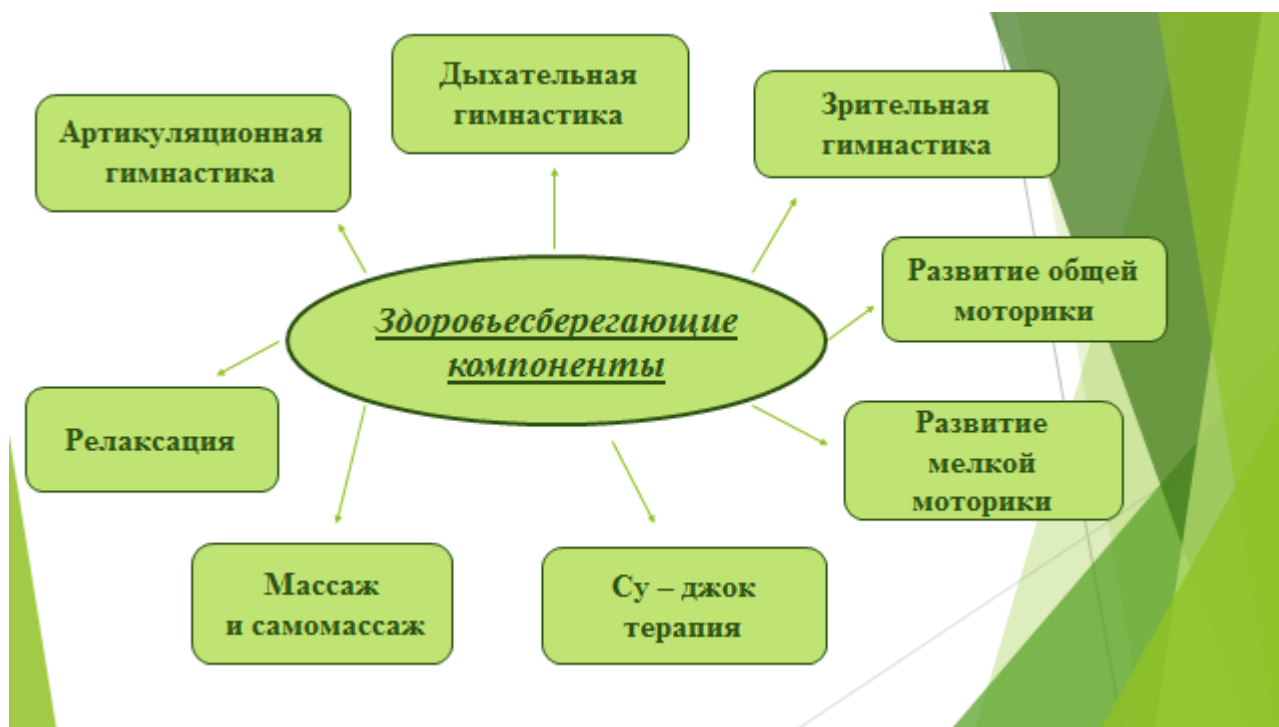 Дыхательная
гимнастика
Зрительная
гимнастика
Артикуляционная
гимнастика
Развитие общей
моторики
Здоровьесберегающие
компоненты
Релаксация
Развитие
мелкой
моторики
Массаж
и самомассаж
Су – джок
терапия